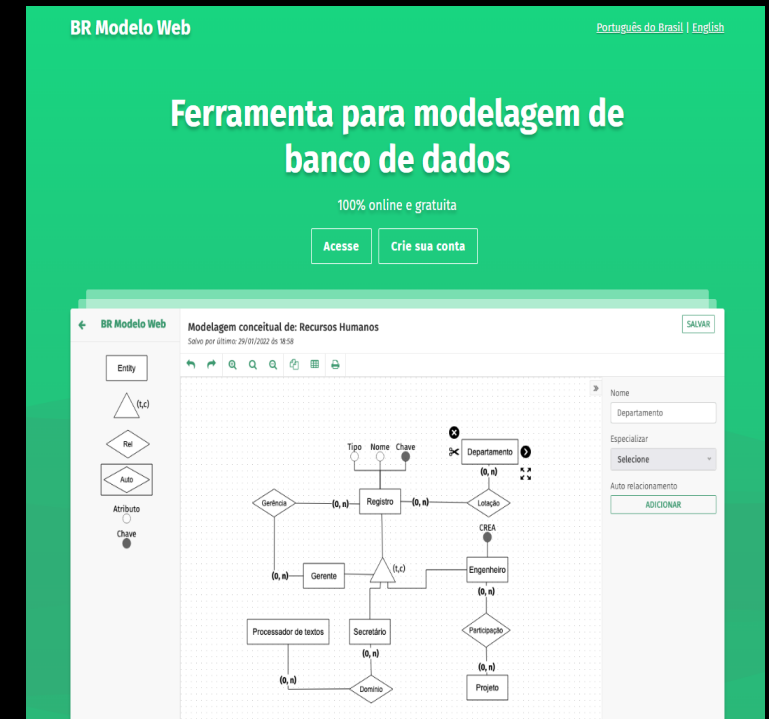 BR Modelo Web
Português do Brasil | English
Ferramenta para modelagem de
banco de dados
100% online e gratuita
Acesse
Crie sua conta
BR Modelo Web
Modelagem conceitual de: Recursos Humanos
Salvo por último: 29/01/2022 ás 18:58
SALVAR
Entity
(t,c)
Rel
Auto
Atributo
Chave
Tipo Nome Chave
Departamento
(0, n)
Gerência
(0, n)
Registro
(0, n)
Lotação
CREA
(0, n)
Gerente
(t,c)
Engenheiro
(0, n)
Processador de textos
Secretário
Participação
(0, n)
(0, n)
(0, n)
Domínio
Projeto
Nome
Departamento
Especializar
Selecione
Auto relacionamento
ADICIONAR